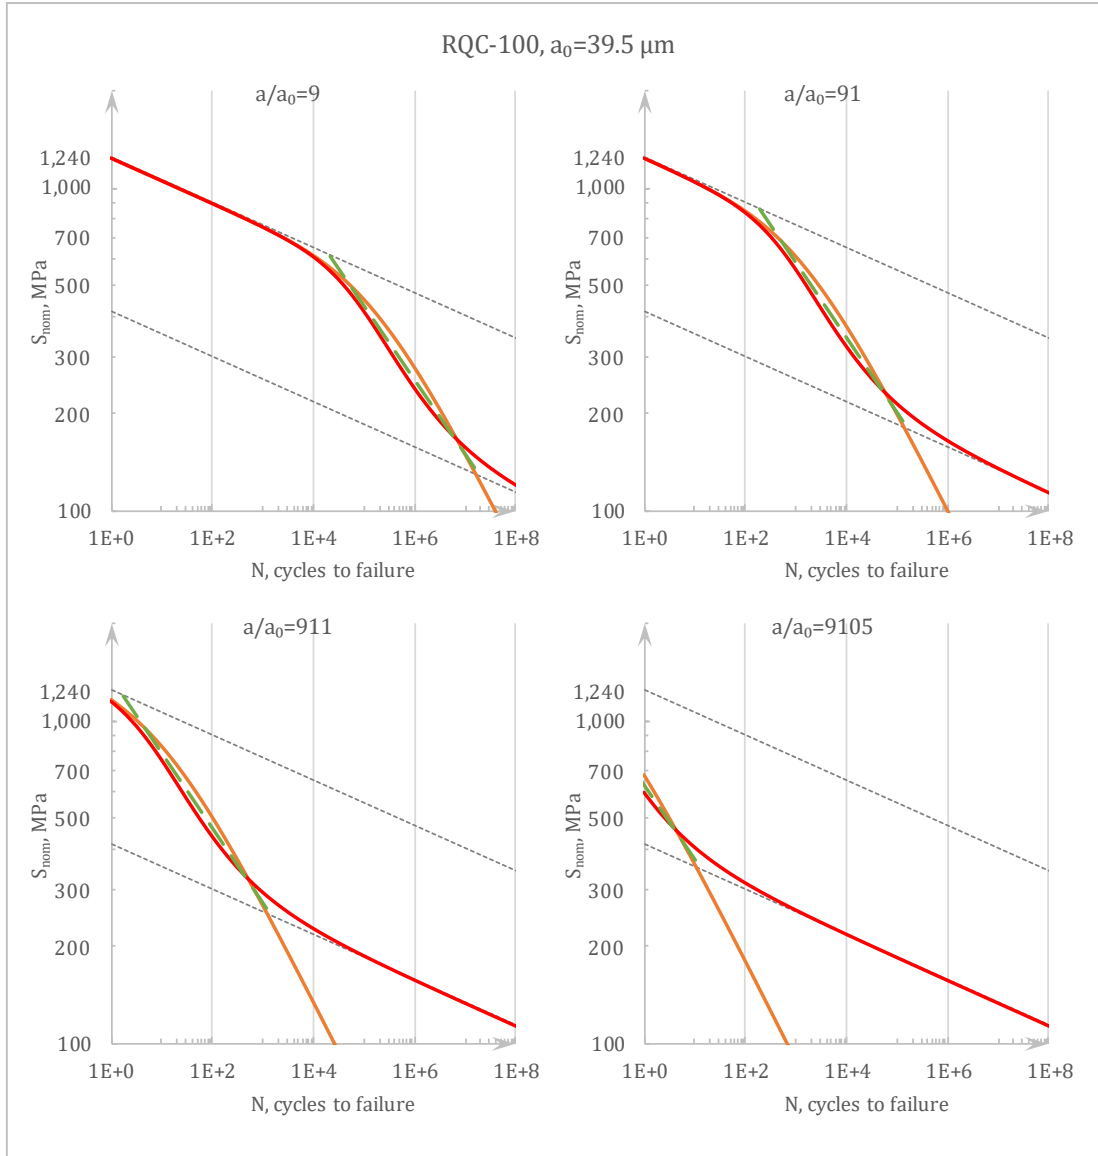 RQC-100, a₀=39.5 μm
a/a₀=9
1,240
1,000
700
500
300
200
100
S_nom, MPa
1E+0 1E+2 1E+4 1E+6 1E+8
N, cycles to failure
a/a₀=91
1,240
1,000
700
500
300
200
100
S_nom, MPa
1E+0 1E+2 1E+4 1E+6 1E+8
N, cycles to failure
a/a₀=911
1,240
1,000
700
500
300
200
100
S_nom, MPa
1E+0 1E+2 1E+4 1E+6 1E+8
N, cycles to failure
a/a₀=9105
1,240
1,000
700
500
300
200
100
S_nom, MPa
1E+0 1E+2 1E+4 1E+6 1E+8
N, cycles to failure